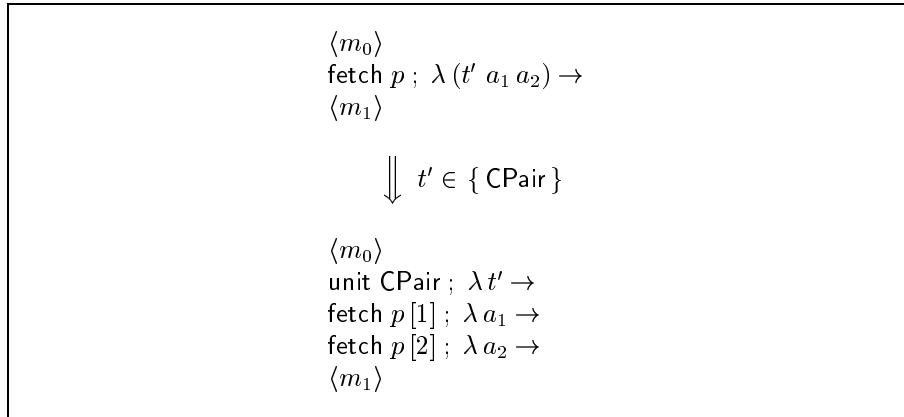 ⟨m₀⟩
fetch p ; λ (t′ a₁ a₂) →
⟨m₁⟩
⇓ t′ ∈ { CPair }
⟨m₀⟩
unit CPair ; λ t′ →
fetch p [1] ; λ a₁ →
fetch p [2] ; λ a₂ →
⟨m₁⟩